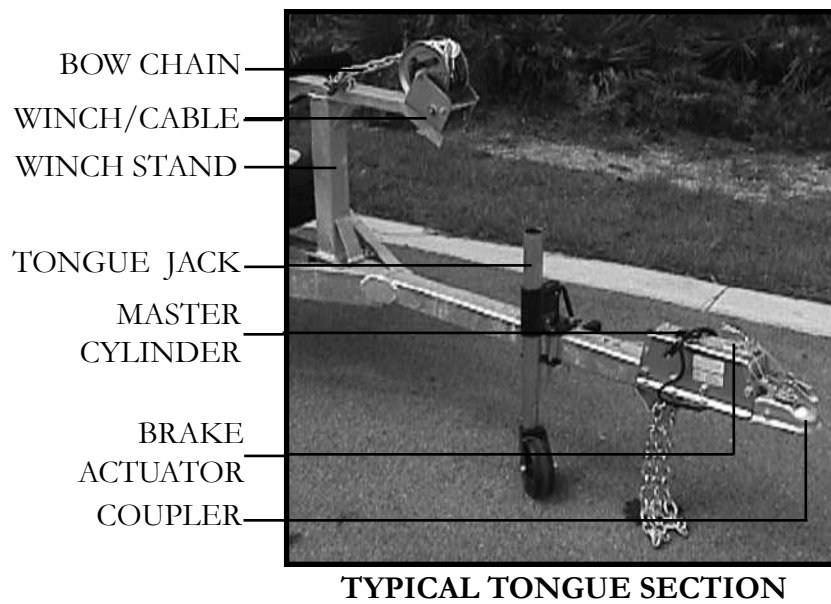 BOW CHAIN
WINCH/CABLE
WINCH STAND
TONGUE JACK
MASTER
CYLINDER
BRAKE
ACTUATOR
COUPLER
TYPICAL TONGUE SECTION